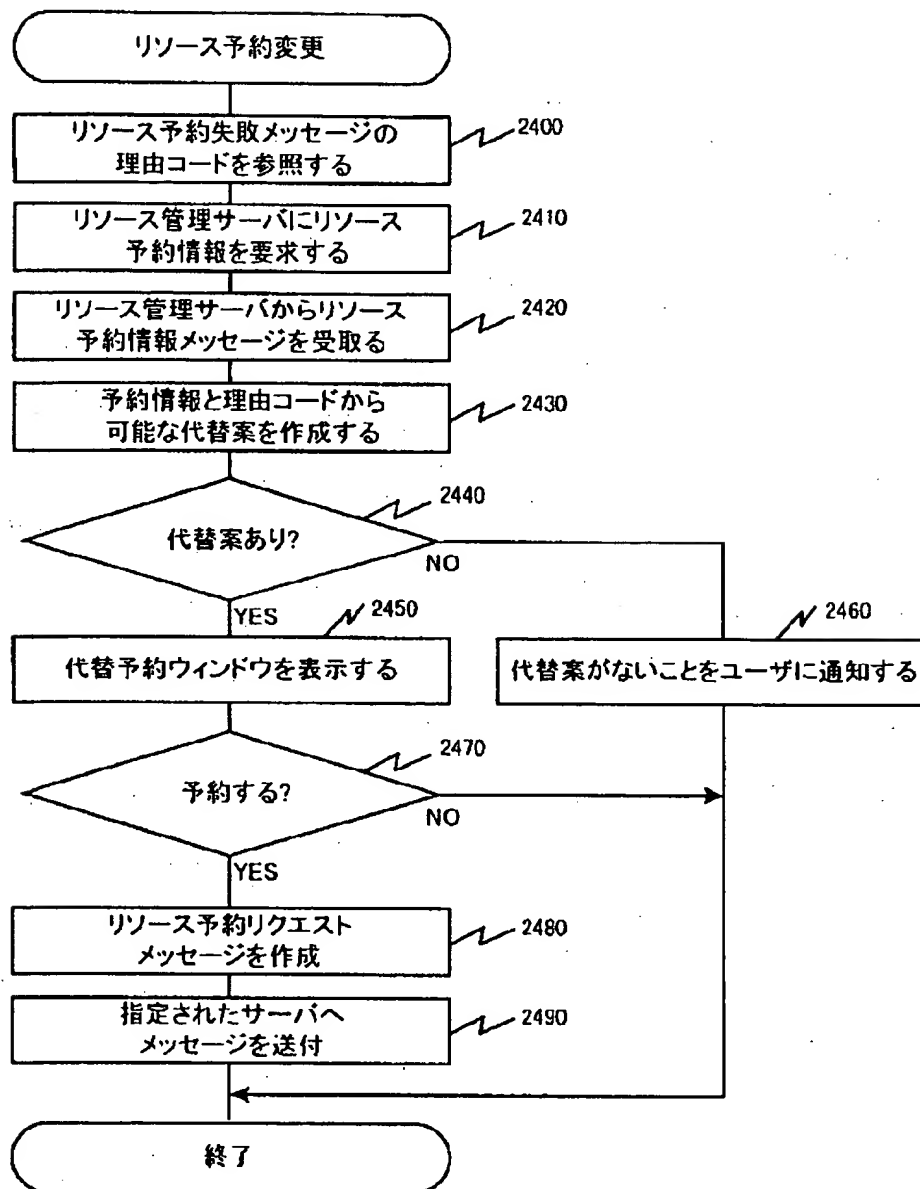 リソース予約変更
リソース予約失敗メッセージの
理由コードを参照する
2400
リソース管理サーバにリソース
予約情報を要求する
2410
リソース管理サーバからリソース
予約情報メッセージを受取る
2420
予約情報と理由コードから
可能な代替案を作成する
2430
2440
代替案あり?
NO
YES
2450
代替予約ウィンドウを表示する
2460
代替案がないことをユーザに通知する
2470
予約する?
NO
YES
リソース予約リクエスト
メッセージを作成
2480
指定されたサーバへ
メッセージを送付
2490
終了